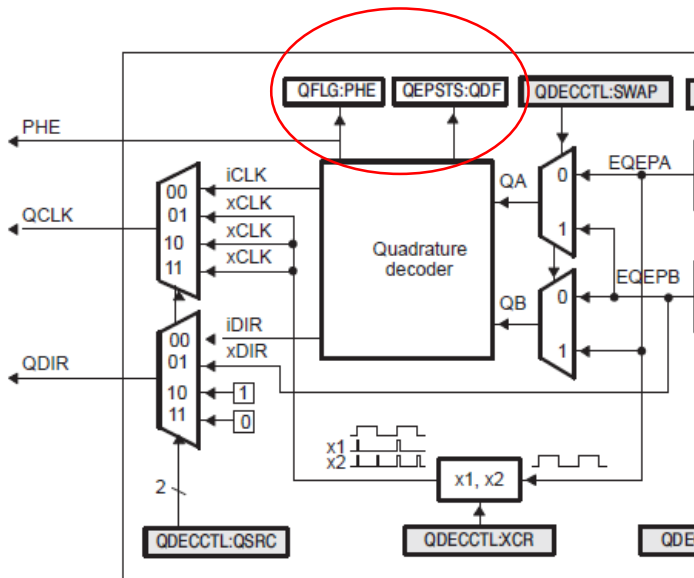 QFLG:PHE QEPSTS:QDF QDECCTL:SWAP
PHE
iCLK
xCLK
xCLK
xCLK
00
01
10
11
QCLK
QA
0
1
EQEPA
Quadrature
decoder
EQEPB
QB
0
1
iDIR
xDIR
00
01
10
11
1
0
QDIR
x1
x2
x1, x2
2
QDECCTL:QSRC QDECCTL:XCR QDE